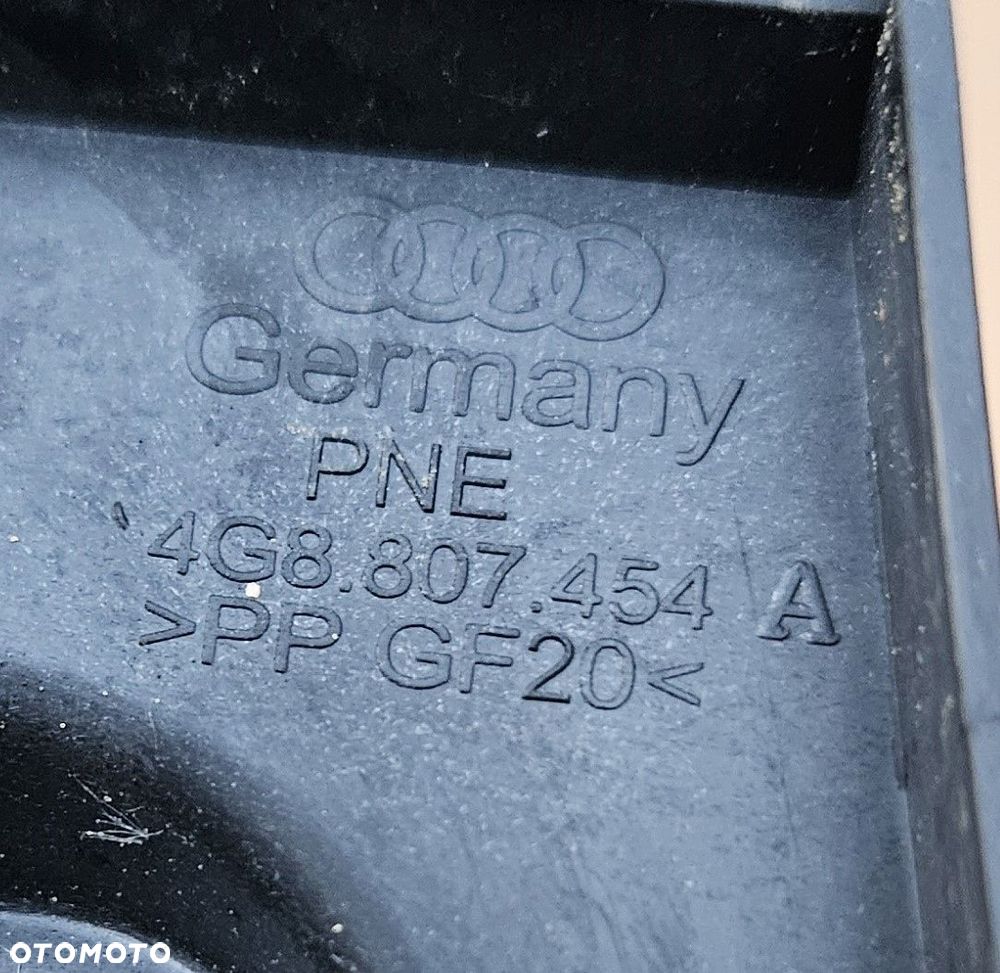 Germany
PNE
4G8.807.454 A
>PP GF20<
OTOMOTO